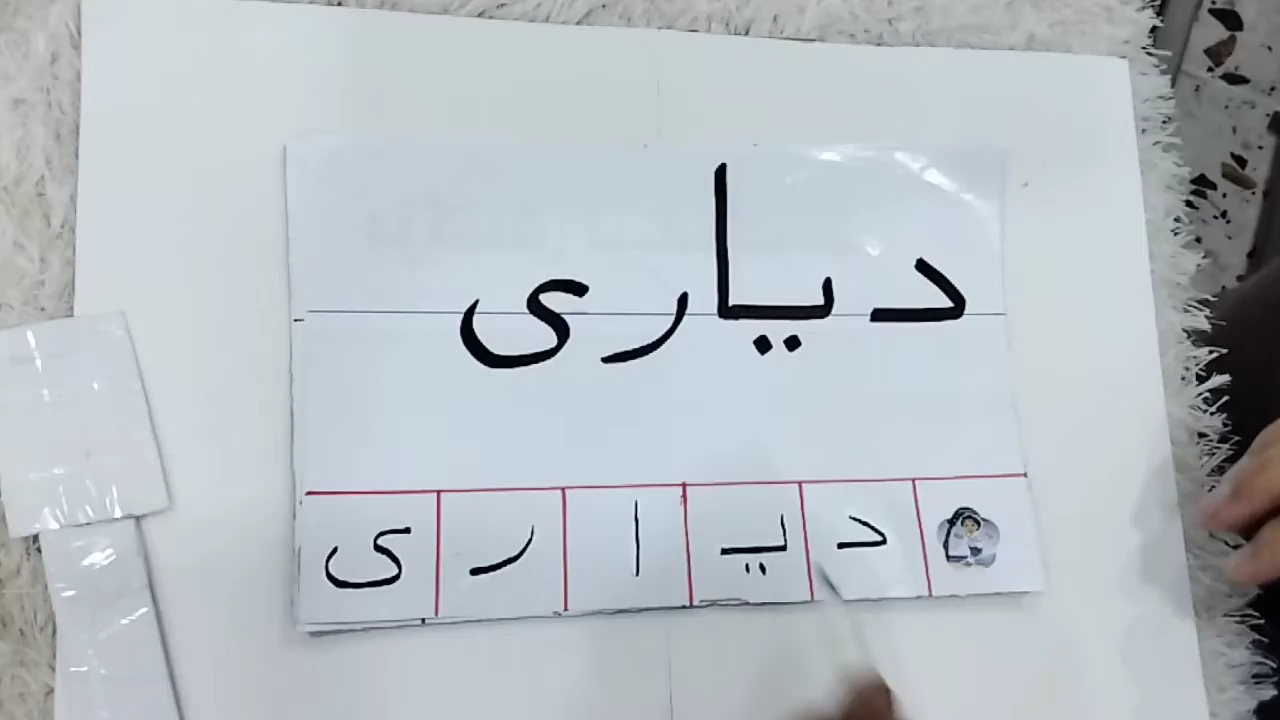 دیاری
د یـ ا ر ی